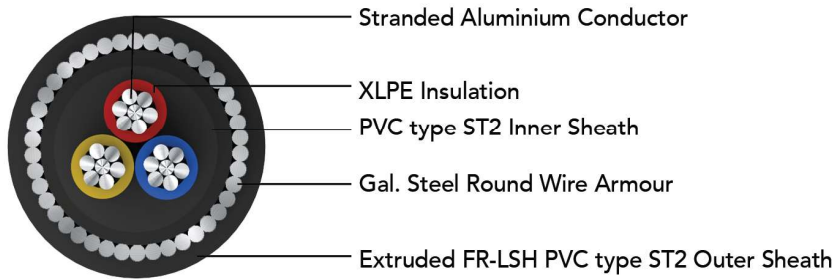 Stranded Aluminium Conductor
XLPE Insulation
PVC type ST2 Inner Sheath
Gal. Steel Round Wire Armour
Extruded FR-LSH PVC type ST2 Outer Sheath